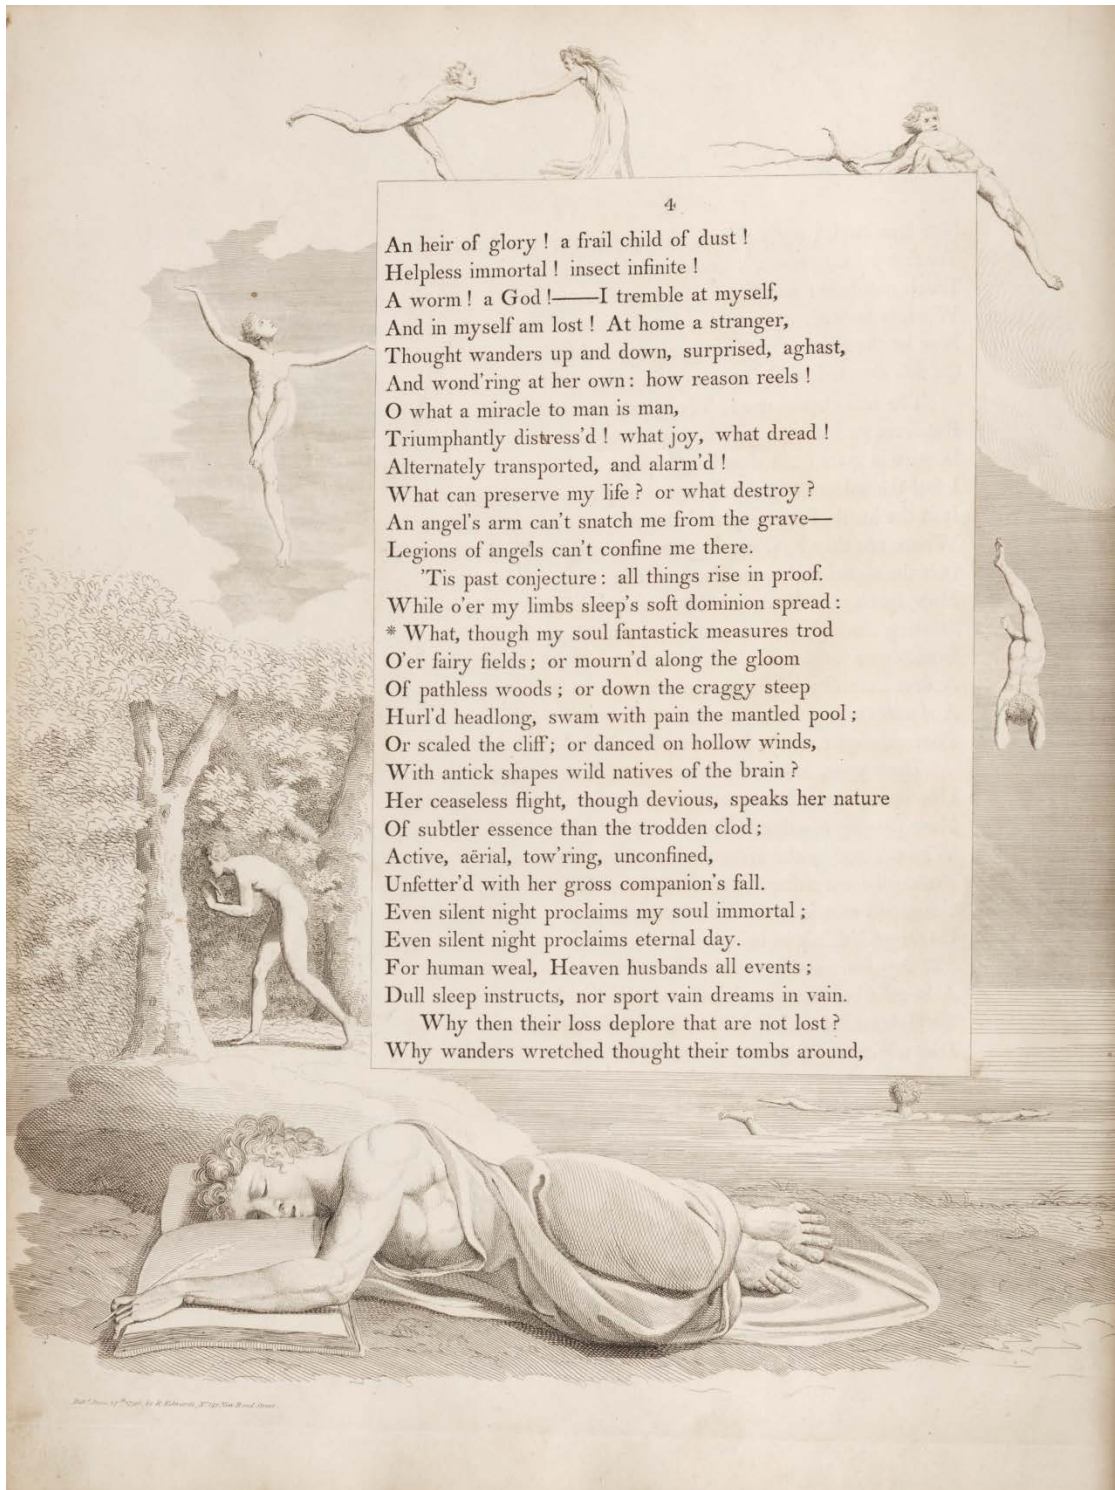 4
An heir of glory ! a frail child of dust !
Helpless immortal ! insect infinite !
A worm ! a God !——I tremble at myself,
And in myself am lost ! At home a stranger,
Thought wanders up and down, surprised, aghast,
And wond'ring at her own : how reason reels !
O what a miracle to man is man,
Triumphantly distress'd ! what joy, what dread !
Alternately transported, and alarm'd !
What can preserve my life ? or what destroy ?
An angel's arm can't snatch me from the grave—
Legions of angels can't confine me there.
'Tis past conjecture : all things rise in proof.
While o'er my limbs sleep's soft dominion spread :
* What, though my soul fantastick measures trod
O'er fairy fields ; or mourn'd along the gloom
Of pathless woods ; or down the craggy steep
Hurl'd headlong, swam with pain the mantled pool ;
Or scaled the cliff ; or danced on hollow winds,
With antick shapes wild natives of the brain ?
Her ceaseless flight, though devious, speaks her nature
Of subtler essence than the trodden clod ;
Active, aërial, tow'ring, unconfined,
Unfetter'd with her gross companion's fall.
Even silent night proclaims my soul immortal ;
Even silent night proclaims eternal day.
For human weal, Heaven husbands all events ;
Dull sleep instructs, nor sport vain dreams in vain.
Why then their loss deplore that are not lost ?
Why wanders wretched thought their tombs around,
by R. Edwards, New Bond Street.